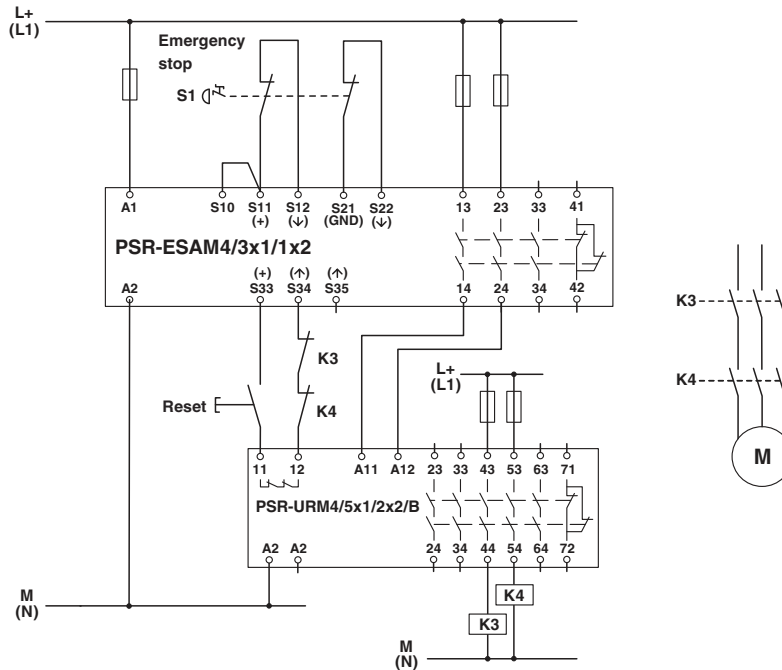 L+
(L1)
Emergency
stop
S1
A1 S10 S11 S12 S21 S22 13 23 33 41
(+) (↓) (GND) (↓)
PSR-ESAM4/3x1/1x2
(+) (↑) (↑)
A2 S33 S34 S35 14 24 34 42
K3
K3
L+
(L1)
K4
Reset
K4
M
11 12 A11 A12 23 33 43 53 63 71
PSR-URM4/5x1/2x2/B
A2 A2 24 34 44 54 64 72
M
(N)
K4
K3
M
(N)